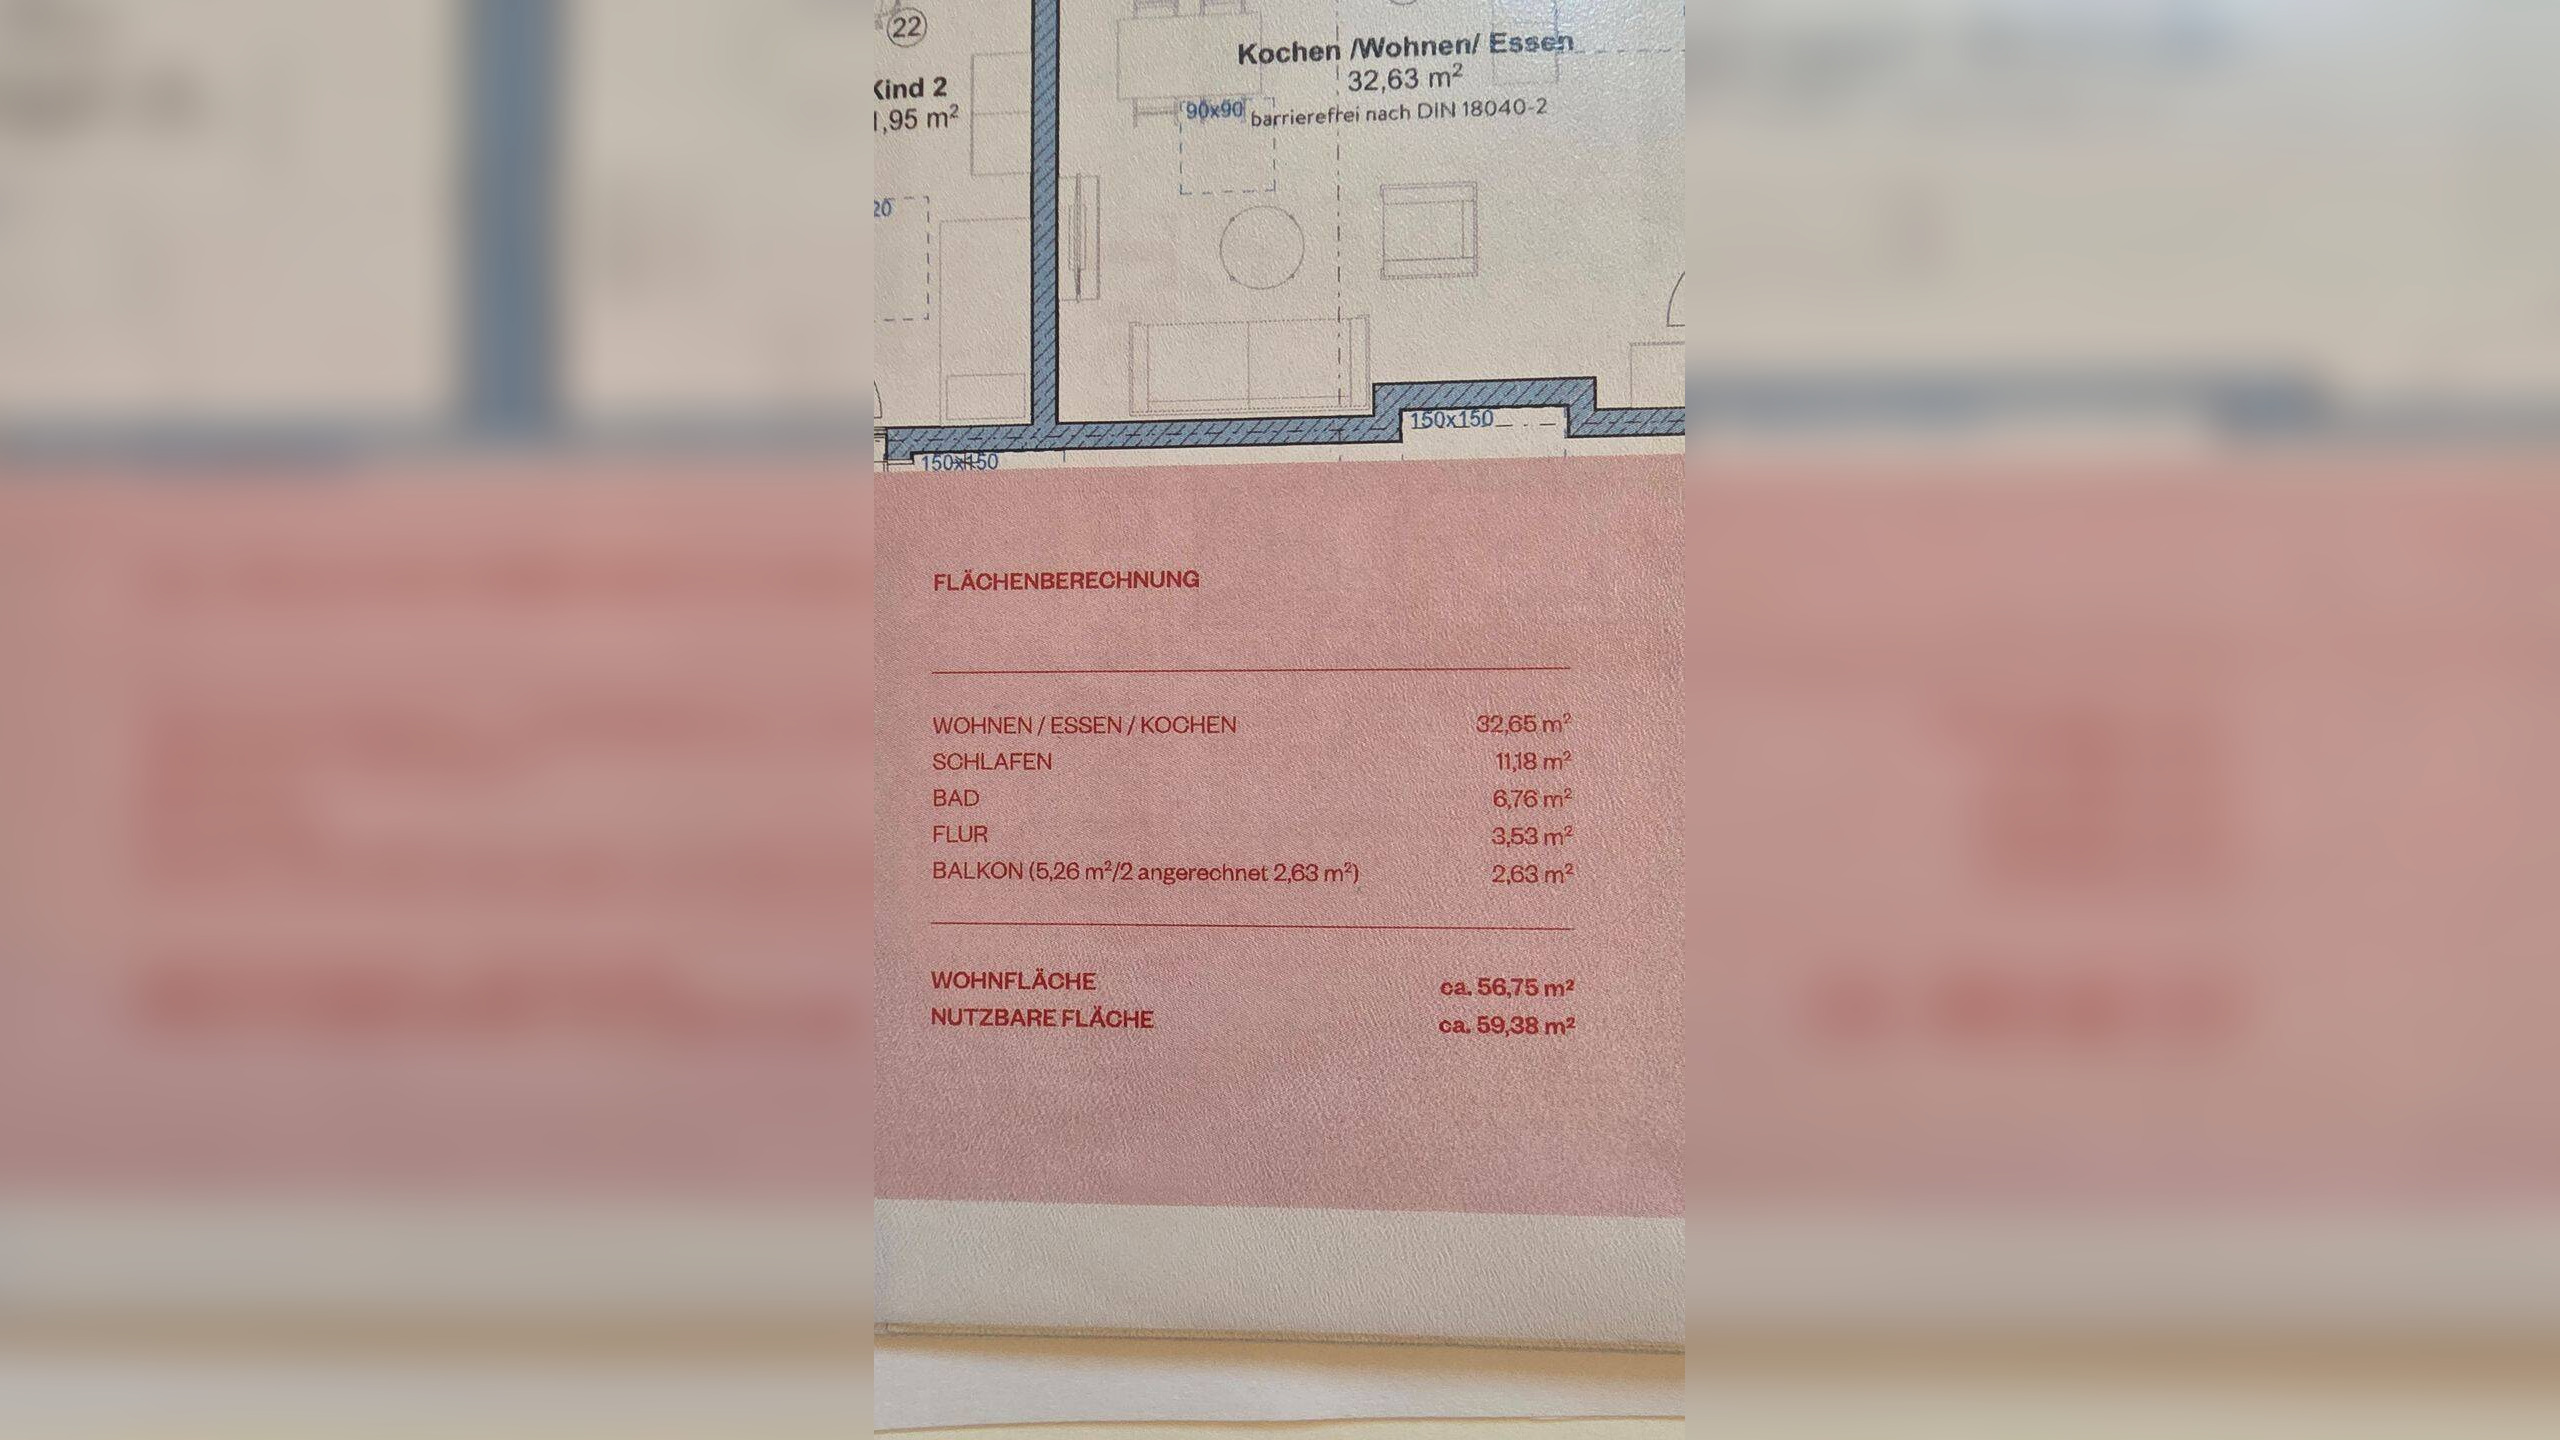 22
Kind 2
1,95 m²
20
Kochen /Wohnen/ Essen
32,63 m²
90x90
barrierefrei nach DIN 18040-2
150x150
150x150
FLÄCHENBERECHNUNG
WOHNEN / ESSEN / KOCHEN 32,65 m²
SCHLAFEN 11,18 m²
BAD 6,76 m²
FLUR 3,53 m²
BALKON (5,26 m²/2 angerechnet 2,63 m²) 2,63 m²
WOHNFLÄCHE ca. 56,75 m²
NUTZBARE FLÄCHE ca. 59,38 m²